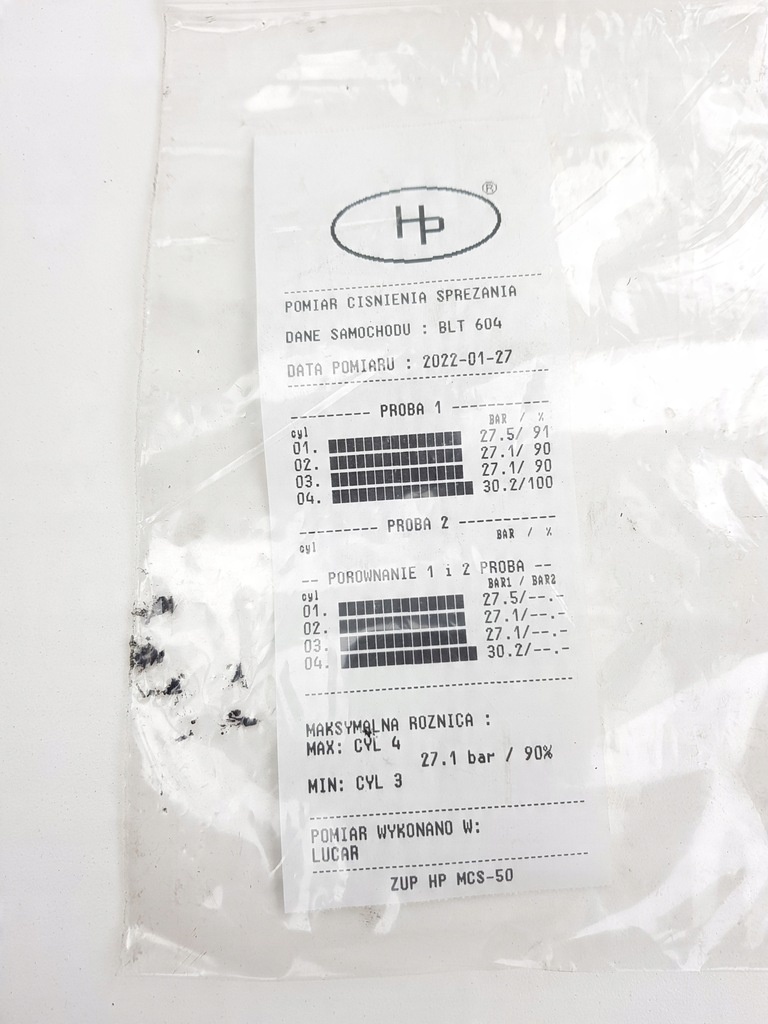 Hp ®
POMIAR CISNIENIA SPREZANIA
DANE SAMOCHODU : BLT 604
DATA POMIARU : 2022-01-27
--------- PROBA 1 -----------
cyl BAR / %
01. 27.5/ 91
02. 27.1/ 90
03. 27.1/ 90
04. 30.2/100
--------- PROBA 2 -----------
cyl BAR / %
-- POROWNANIE 1 i 2 PROBA --
cyl BAR1 / BAR2
01. 27.5/--.-
02. 27.1/--.-
03. 27.1/--.-
04. 30.2/--.-
MAKSYMALNA ROZNICA :
MAX: CYL 4
27.1 bar / 90%
MIN: CYL 3
POMIAR WYKONANO W:
LUCAR
ZUP HP MCS-50